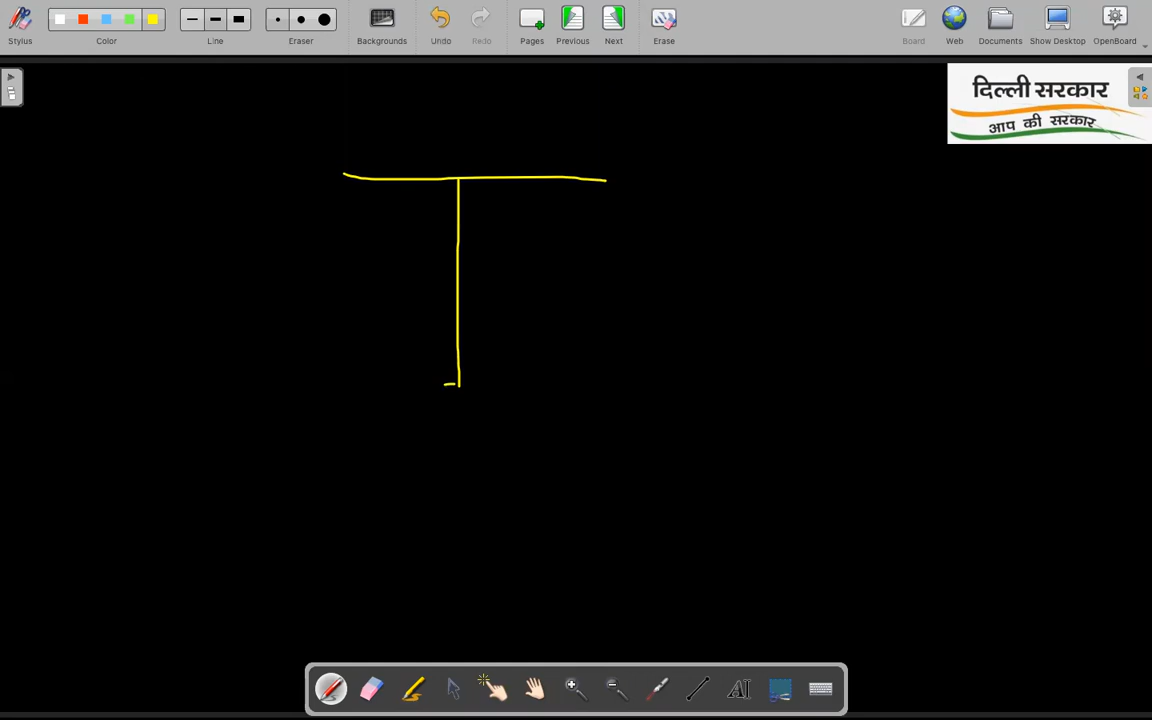 Stylus Color Line Eraser Backgrounds Undo Redo Pages Previous Next Erase Board Web Documents Show Desktop OpenBoard
दिल्ली सरकार
आप की सरकार